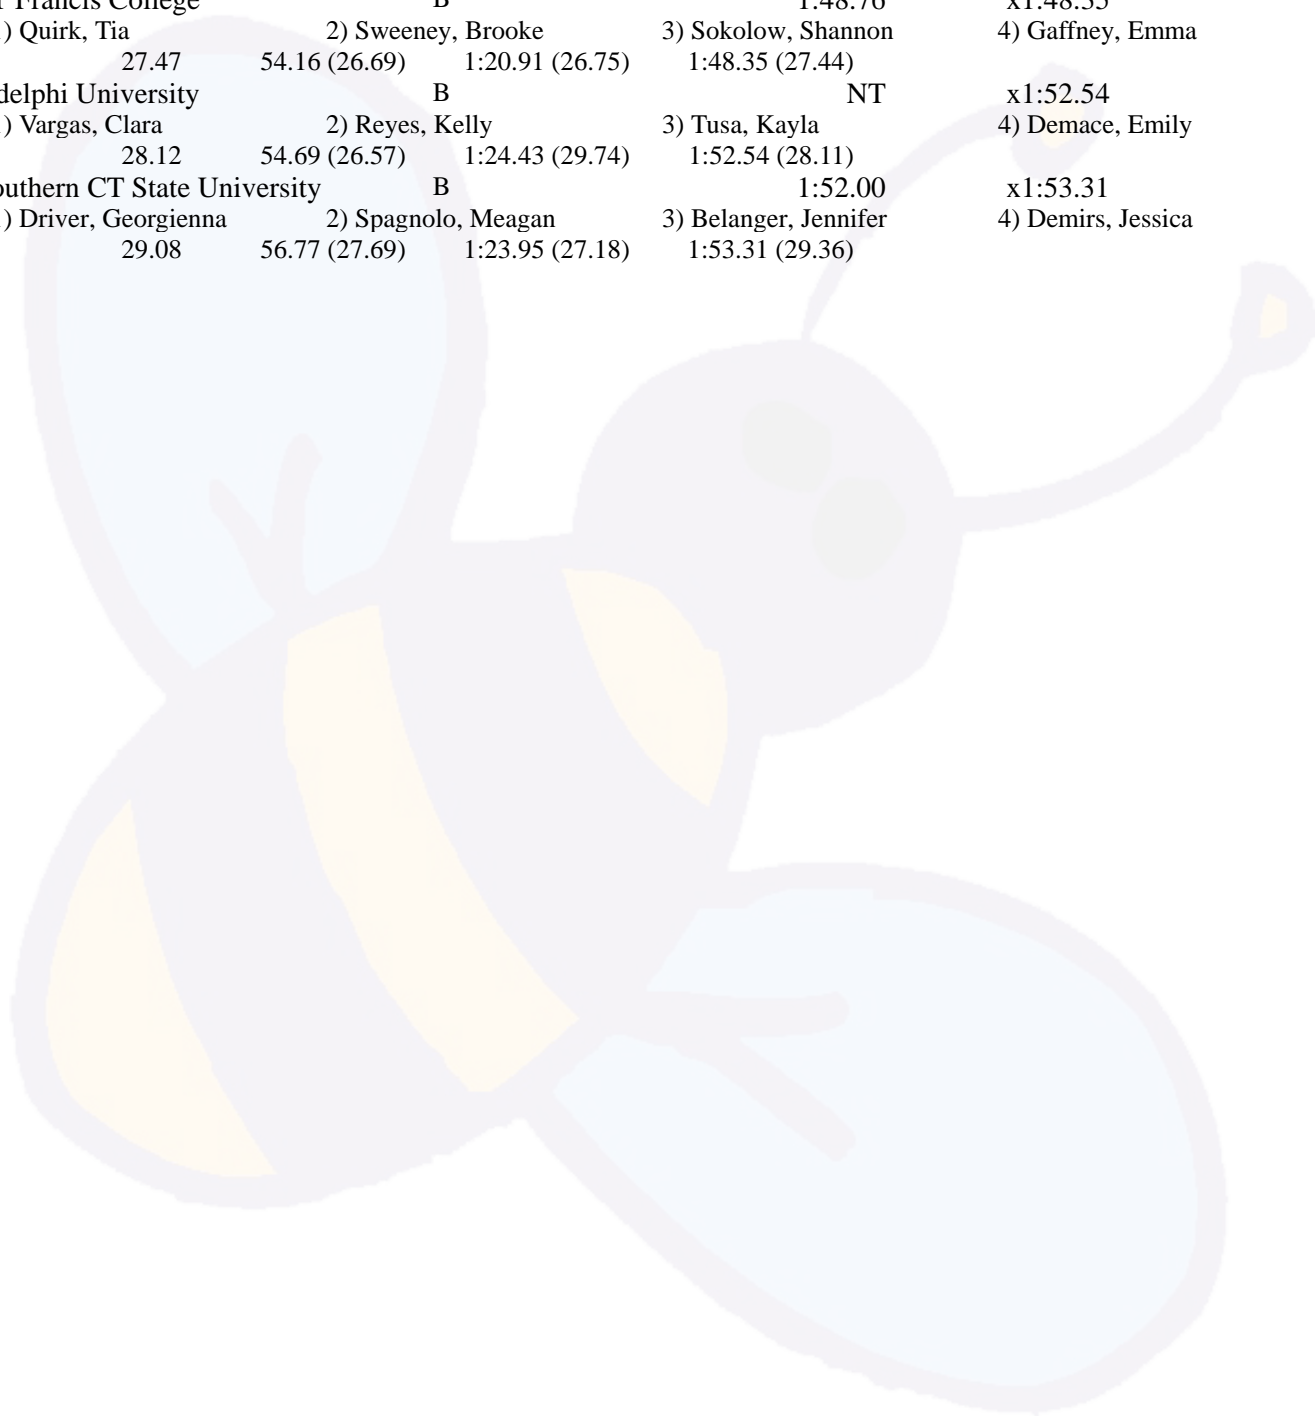 Francis College B 1:48.76 x1:48.35
) Quirk, Tia 2) Sweeney, Brooke 3) Sokolow, Shannon 4) Gaffney, Emma
27.47 54.16 (26.69) 1:20.91 (26.75) 1:48.35 (27.44)
delphi University B NT x1:52.54
) Vargas, Clara 2) Reyes, Kelly 3) Tusa, Kayla 4) Demace, Emily
28.12 54.69 (26.57) 1:24.43 (29.74) 1:52.54 (28.11)
outhern CT State University B 1:52.00 x1:53.31
) Driver, Georgienna 2) Spagnolo, Meagan 3) Belanger, Jennifer 4) Demirs, Jessica
29.08 56.77 (27.69) 1:23.95 (27.18) 1:53.31 (29.36)